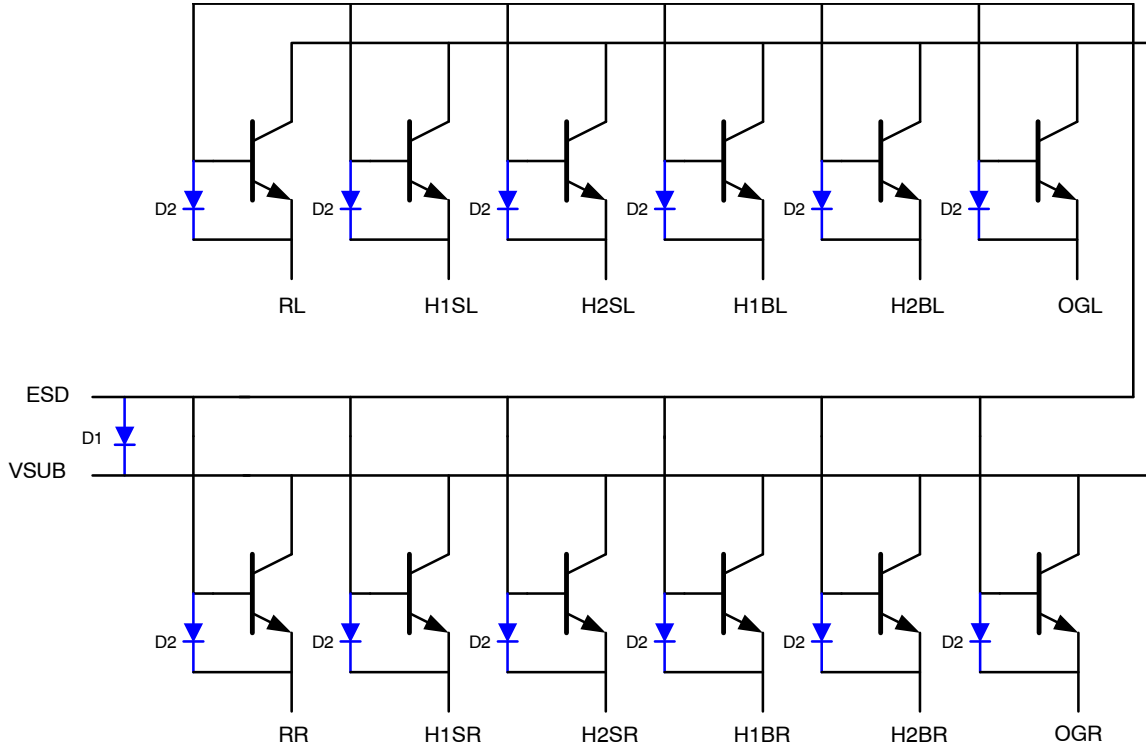 D2 D2 D2 D2 D2 D2
RL H1SL H2SL H1BL H2BL OGL
ESD
D1
VSUB
D2 D2 D2 D2 D2 D2
RR H1SR H2SR H1BR H2BR OGR